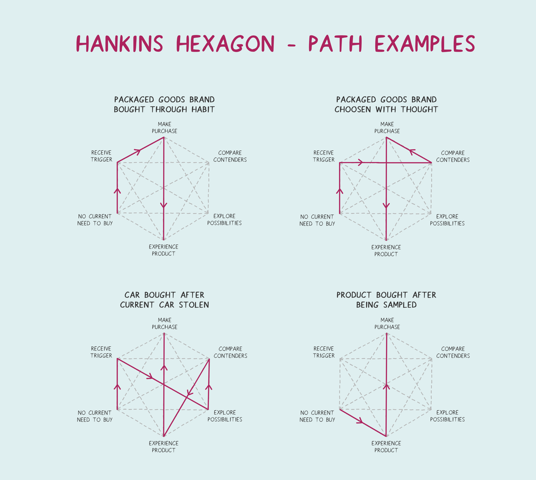 HANKINS HEXAGON - PATH EXAMPLES
PACKAGED GOODS BRAND
BOUGHT THROUGH HABIT
MAKE
PURCHASE
RECEIVE
TRIGGER
COMPARE
CONTENDERS
NO CURRENT
NEED TO BUY
EXPLORE
POSSIBILITIES
EXPERIENCE
PRODUCT
PACKAGED GOODS BRAND
CHOOSEN WITH THOUGHT
MAKE
PURCHASE
RECEIVE
TRIGGER
COMPARE
CONTENDERS
NO CURRENT
NEED TO BUY
EXPLORE
POSSIBILITIES
EXPERIENCE
PRODUCT
CAR BOUGHT AFTER
CURRENT CAR STOLEN
MAKE
PURCHASE
RECEIVE
TRIGGER
COMPARE
CONTENDERS
NO CURRENT
NEED TO BUY
EXPLORE
POSSIBILITIES
EXPERIENCE
PRODUCT
PRODUCT BOUGHT AFTER
BEING SAMPLED
MAKE
PURCHASE
RECEIVE
TRIGGER
COMPARE
CONTENDERS
NO CURRENT
NEED TO BUY
EXPLORE
POSSIBILITIES
EXPERIENCE
PRODUCT